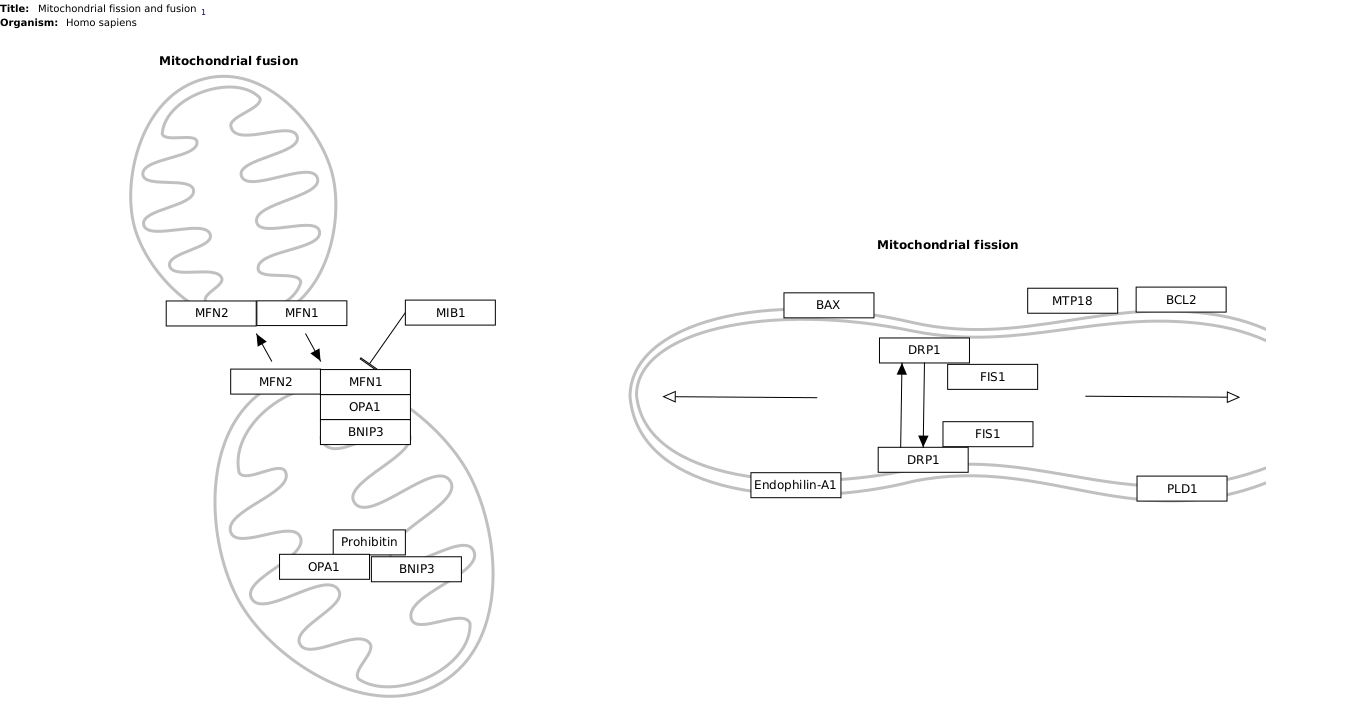 Title: Mitochondrial fission and fusion 1
Organism: Homo sapiens
Mitochondrial fusion
MFN2
MFN1
MIB1
MFN2
MFN1
OPA1
BNIP3
Prohibitin
OPA1
BNIP3
Mitochondrial fission
BAX
MTP18
BCL2
DRP1
FIS1
FIS1
DRP1
Endophilin-A1
PLD1